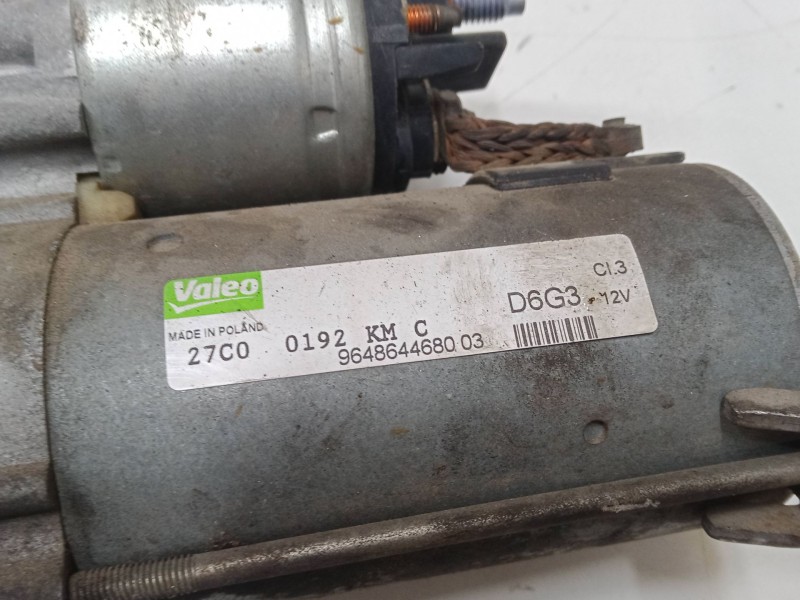 Valeo
D6G3
Cl.3
12V
MADE IN POLAND
27C0 0192 KM C
9648644680.03